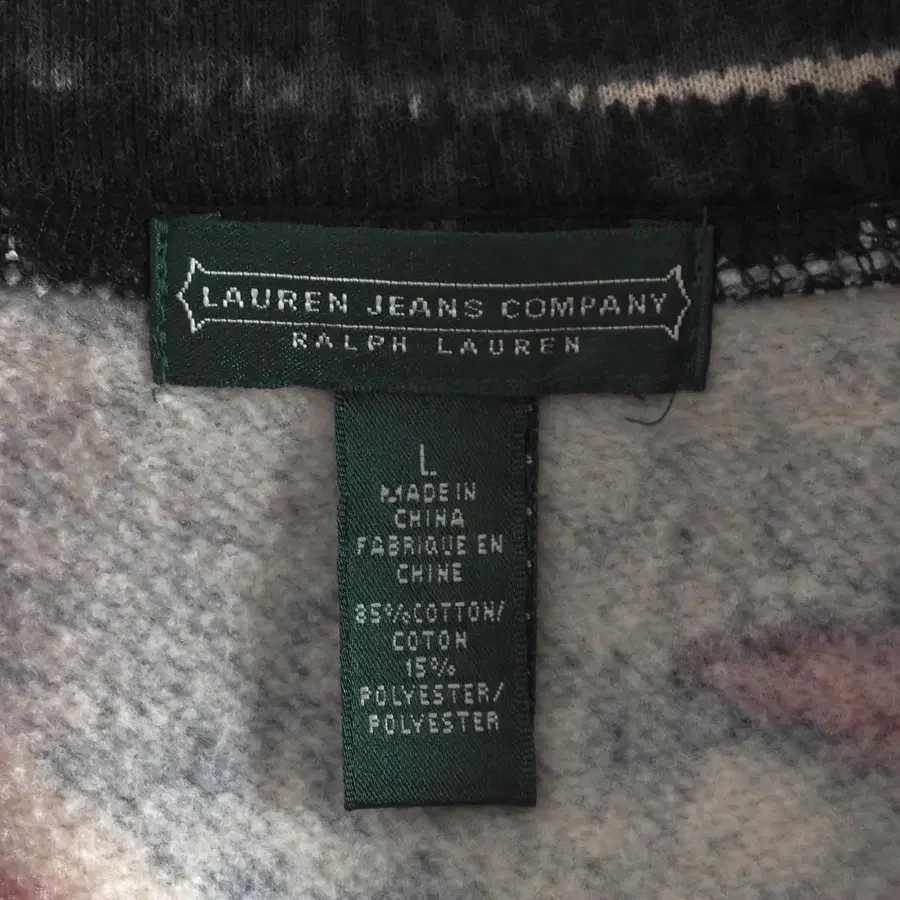 LAUREN JEANS COMPANY
RALPH LAUREN
L
MADE IN
CHINA
FABRIQUE EN
CHINE
85% COTTON/
COTON
15%
POLYESTER/
POLYESTER